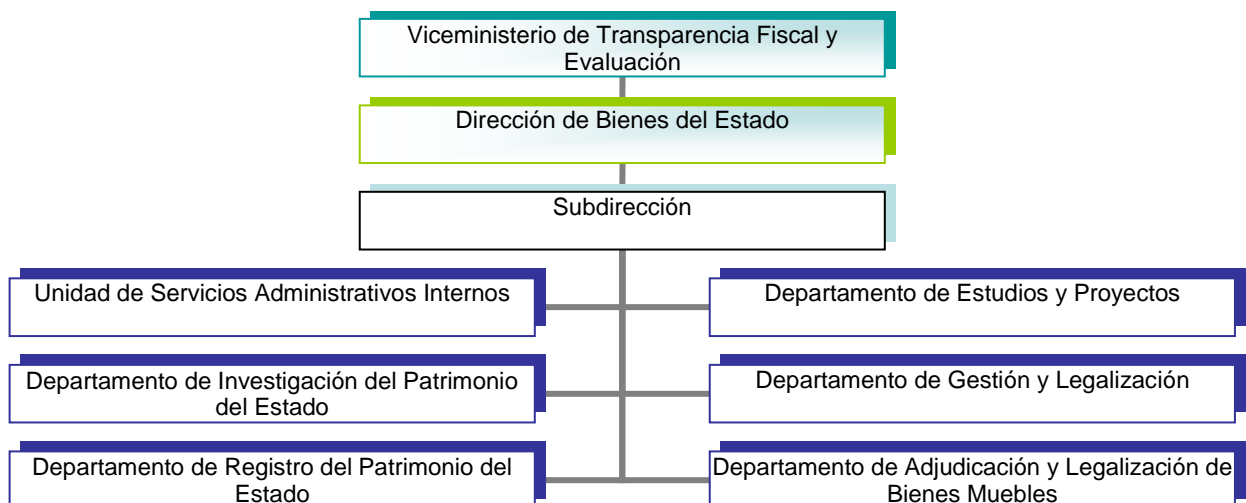 Viceministerio de Transparencia Fiscal y
Evaluación
Dirección de Bienes del Estado
Subdirección
Unidad de Servicios Administrativos Internos
Departamento de Estudios y Proyectos
Departamento de Investigación del Patrimonio
del Estado
Departamento de Gestión y Legalización
Departamento de Registro del Patrimonio del
Estado
Departamento de Adjudicación y Legalización de
Bienes Muebles